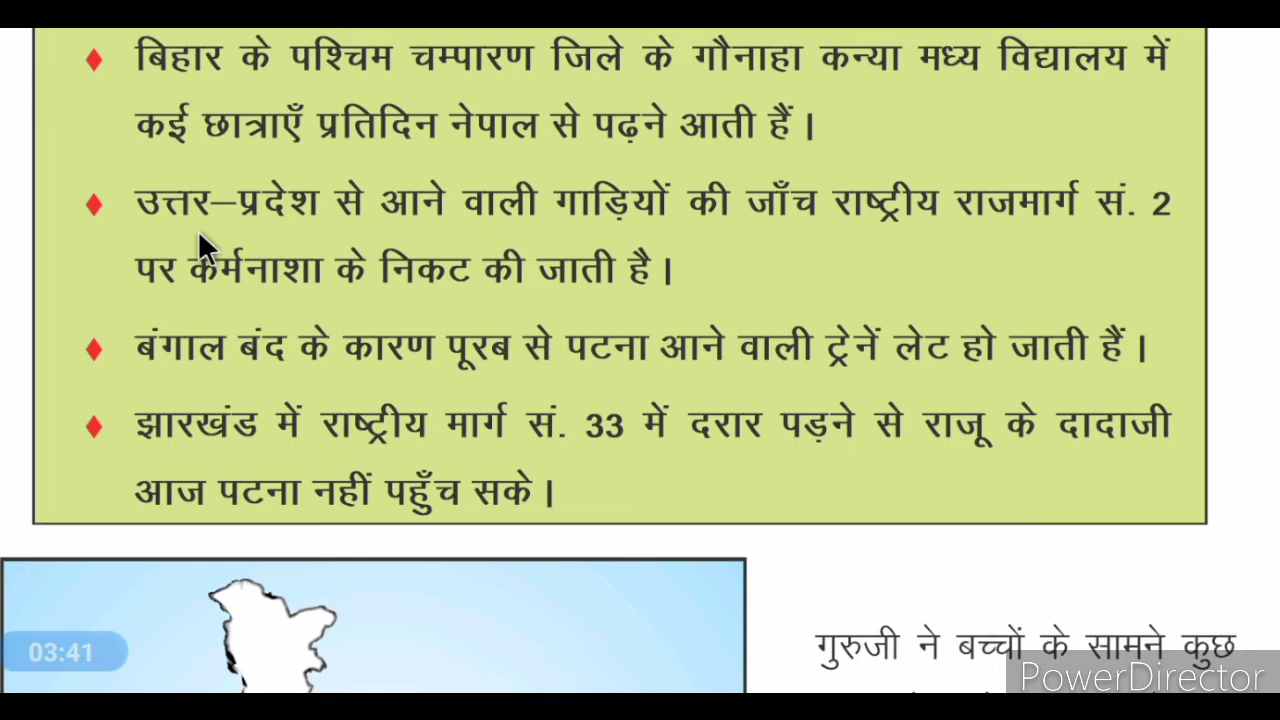 बिहार के पश्चिम चम्पारण जिले के गौनाहा कन्या मध्य विद्यालय में
कई छात्राएँ प्रतिदिन नेपाल से पढ़ने आती हैं।
उत्तर–प्रदेश से आने वाली गाड़ियों की जाँच राष्ट्रीय राजमार्ग सं. 2
पर कर्मनाशा के निकट की जाती है।
बंगाल बंद के कारण पूरब से पटना आने वाली ट्रेनें लेट हो जाती हैं।
झारखंड में राष्ट्रीय मार्ग सं. 33 में दरार पड़ने से राजू के दादाजी
आज पटना नहीं पहुँच सके।
गुरुजी ने बच्चों के सामने कुछ
03:41
PowerDirector